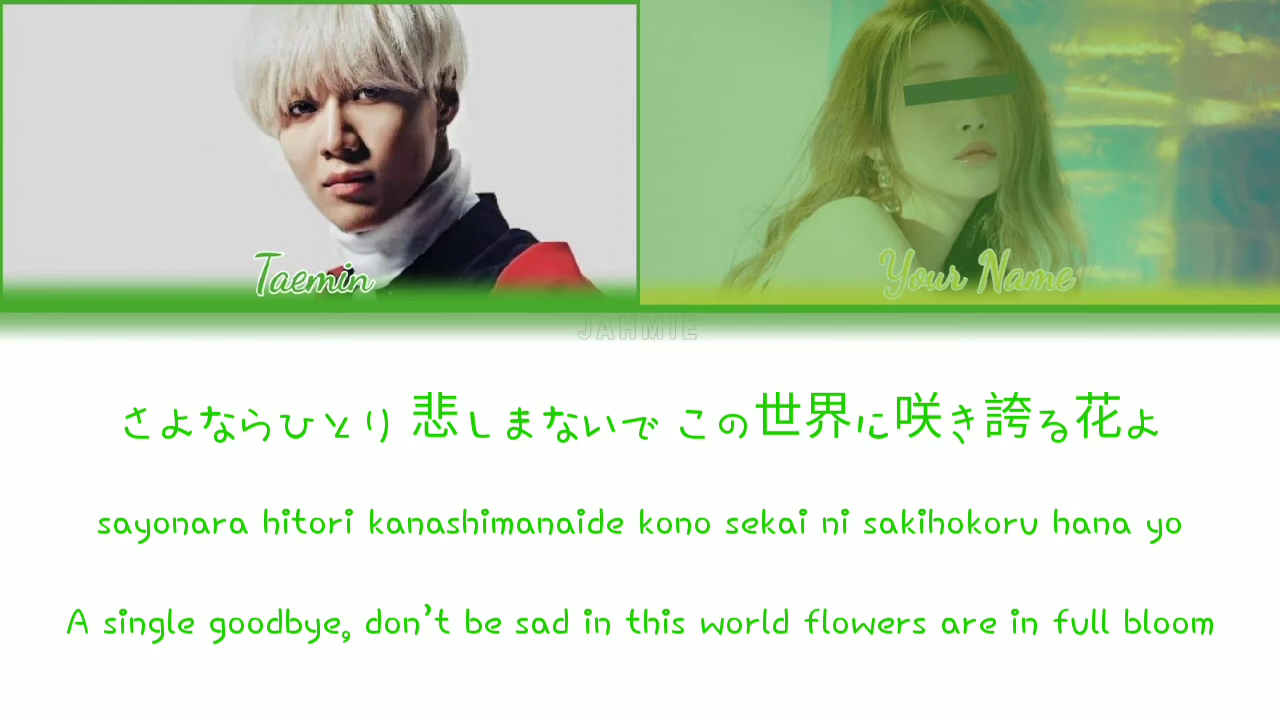 Taemin
Your Name
JAHMIE
さよならひとり 悲しまないで この世界に咲き誇る花よ
sayonara hitori kanashimanaide kono sekai ni sakihokoru hana yo
A single goodbye, don't be sad in this world flowers are in full bloom